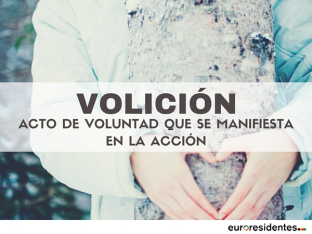 VOLICIÓN
ACTO DE VOLUNTAD QUE SE MANIFIESTA
EN LA ACCIÓN
euroresidentes